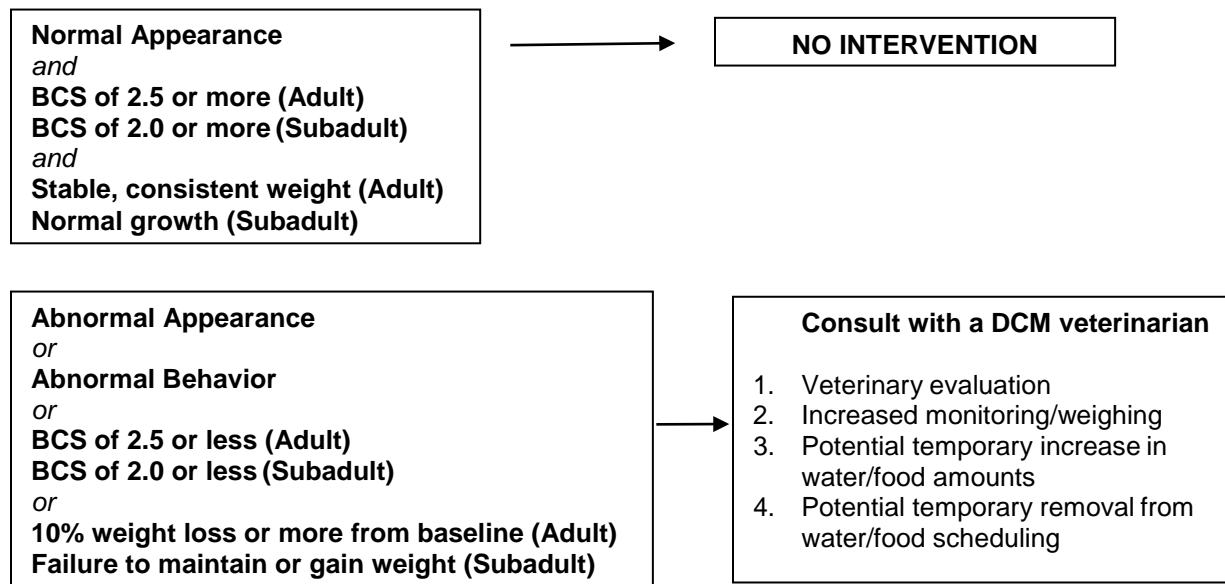 Normal Appearance
and
BCS of 2.5 or more (Adult)
BCS of 2.0 or more (Subadult)
and
Stable, consistent weight (Adult)
Normal growth (Subadult)
NO INTERVENTION
Abnormal Appearance
or
Abnormal Behavior
or
BCS of 2.5 or less (Adult)
BCS of 2.0 or less (Subadult)
or
10% weight loss or more from baseline (Adult)
Failure to maintain or gain weight (Subadult)
Consult with a DCM veterinarian
1. Veterinary evaluation
2. Increased monitoring/weighing
3. Potential temporary increase in
water/food amounts
4. Potential temporary removal from
water/food scheduling